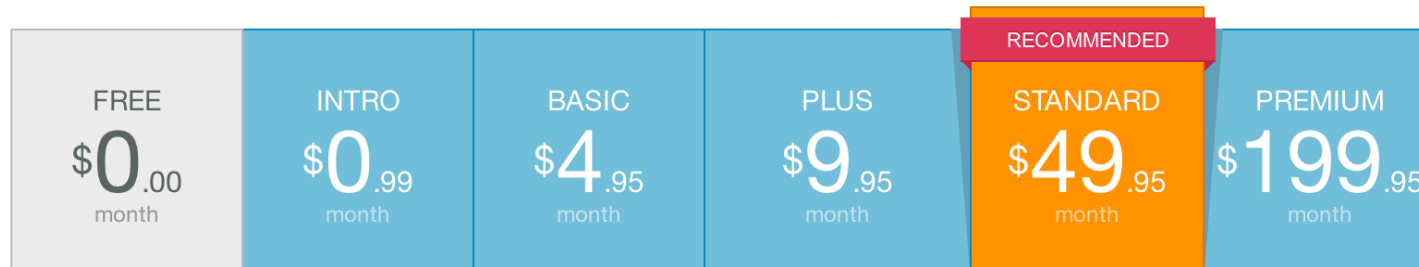 RECOMMENDED
FREE
$0.00
month
INTRO
$0.99
month
BASIC
$4.95
month
PLUS
$9.95
month
STANDARD
$49.95
month
PREMIUM
$199.95
month